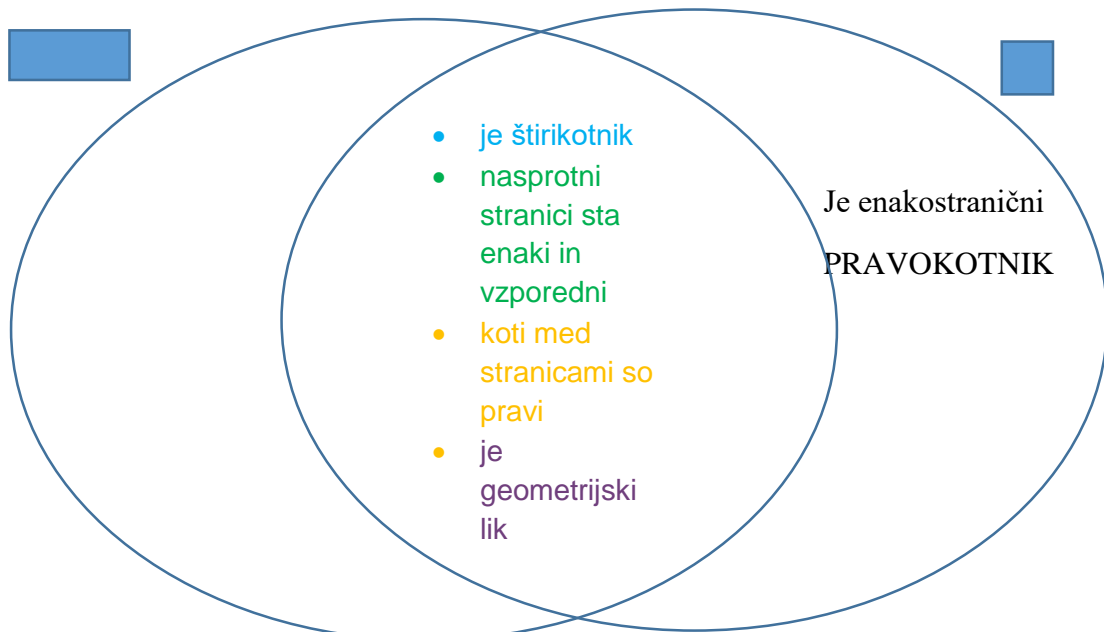 • je štirikotnik
• nasprotni
stranici sta
enaki in
vzporedni
• koti med
stranicami so
pravi
• je
geometrijski
lik
Je enakostranični
PRAVOKOTNIK